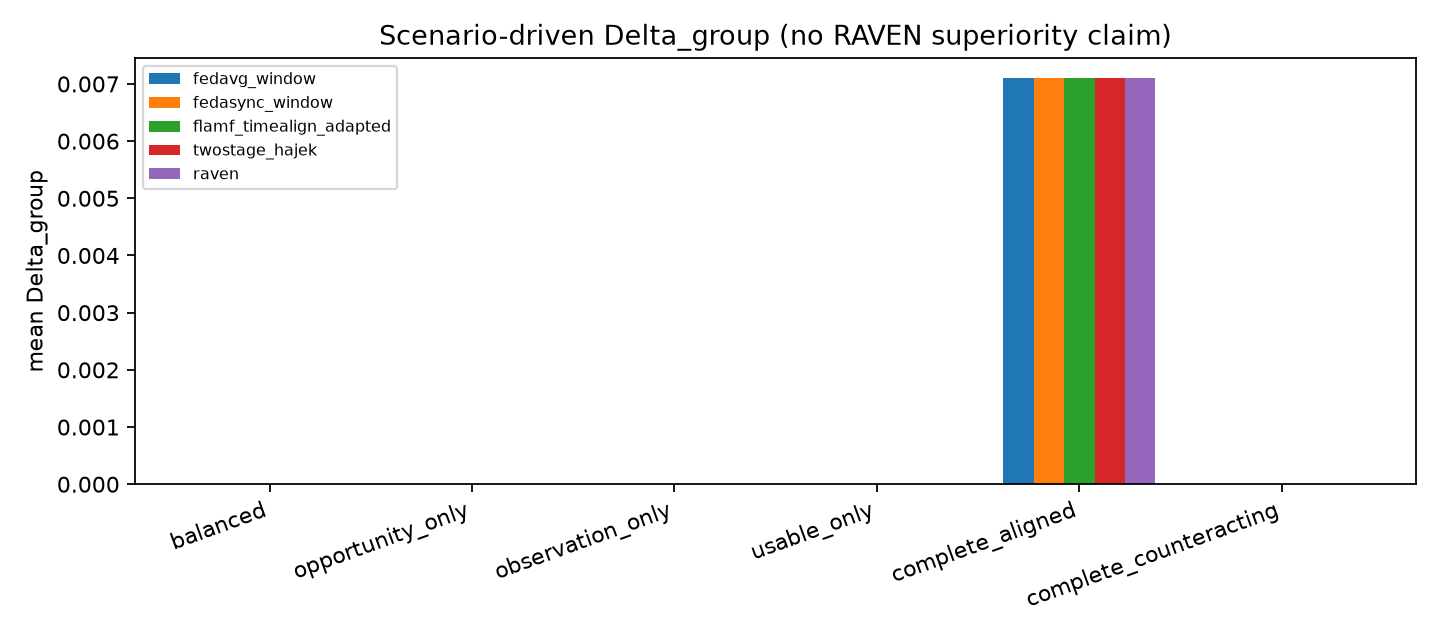 Scenario-driven Delta_group (no RAVEN superiority claim)
fedavg_window
fedasync_window
flamf_timealign_adapted
twostage_hajek
raven
mean Delta_group
0.007
0.006
0.005
0.004
0.003
0.002
0.001
0.000
balanced
opportunity_only
observation_only
usable_only
complete_aligned
complete_counteracting